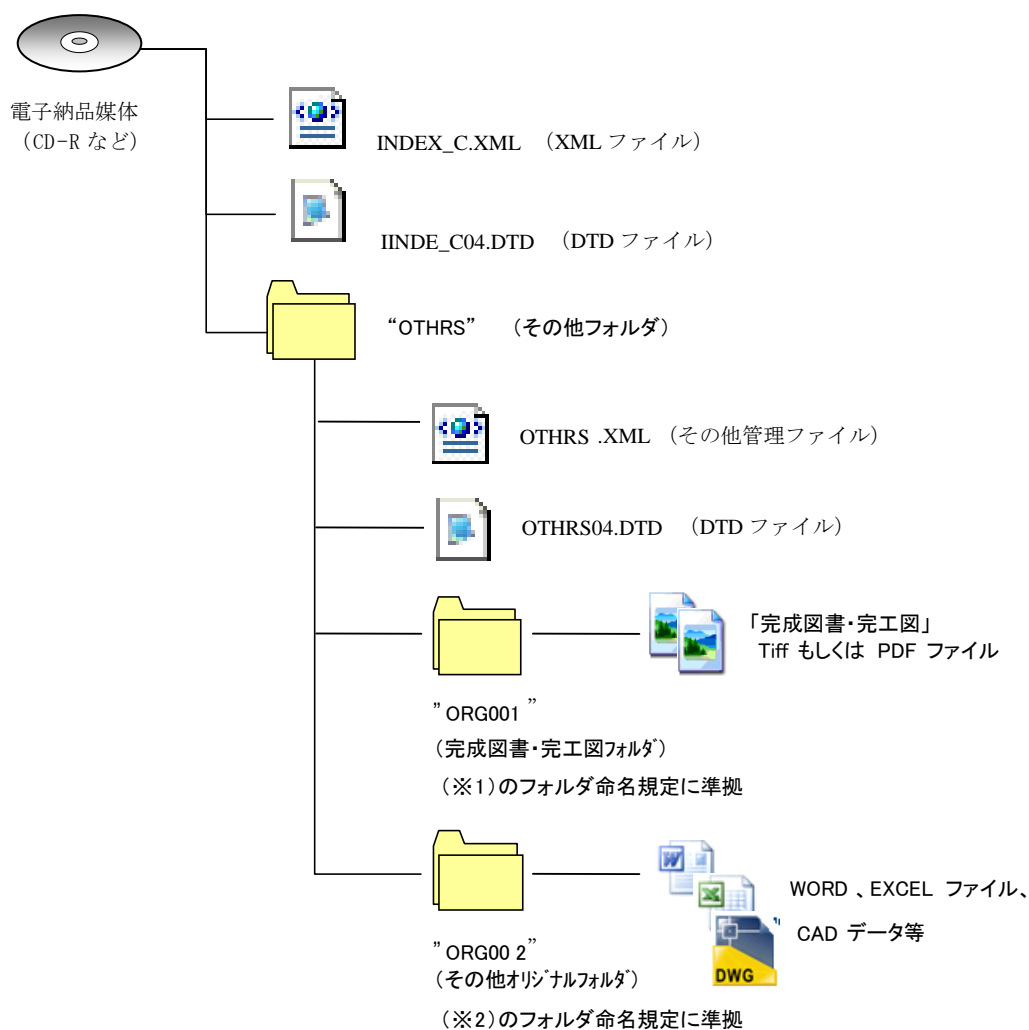 電子納品媒体
（CD-R など）
INDEX_C.XML （XML ファイル）
IINDE_C04.DTD （DTD ファイル）
“OTHRS” （その他フォルダ）
OTHRS .XML （その他管理ファイル）
OTHRS04.DTD （DTD ファイル）
「完成図書・完工図」
Tiff もしくは PDF ファイル
”ORG001 ”
（完成図書・完工図ﾌｫﾙﾀﾞ）
（※1）のフォルダ命名規定に準拠
WORD 、EXCEL ファイル、
CAD データ等
DWG
”ORG00 2”
（その他ｵﾘｼﾞﾅﾙﾌｫﾙﾀﾞ）
（※2）のフォルダ命名規定に準拠